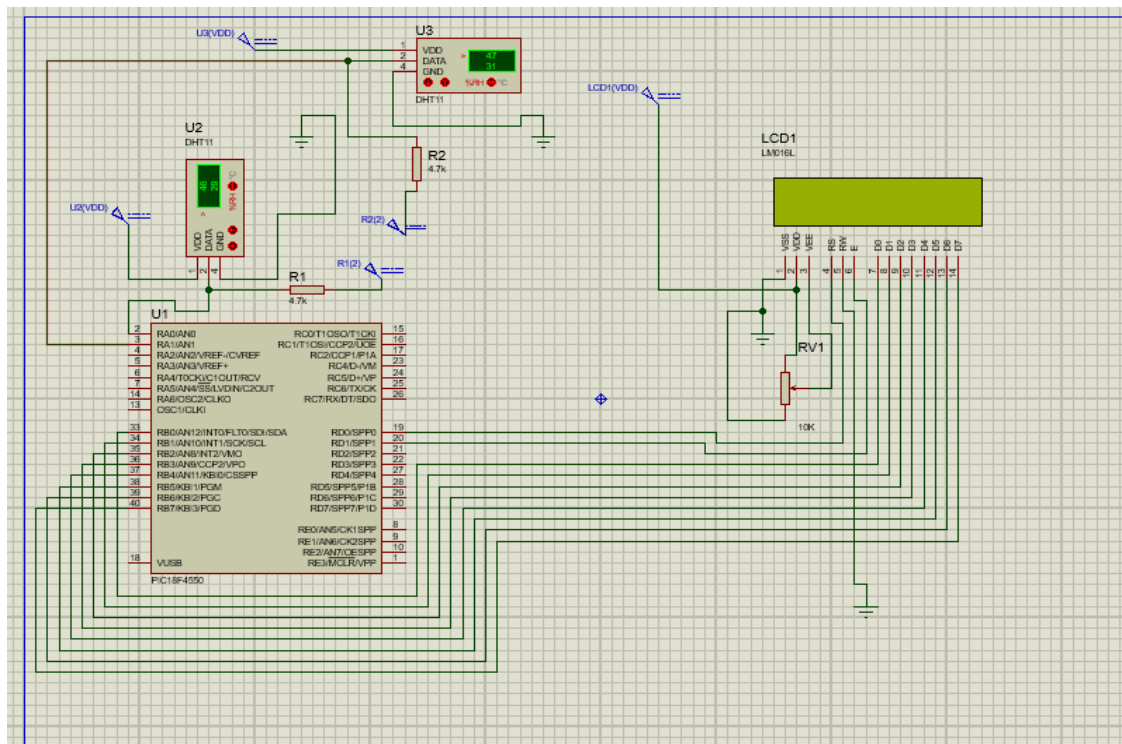 U3(VDD)
U3
1 VDD
2 DATA
4 GND
47
31
%RH °C
DHT11
LCD1(VDD)
U2
DHT11
46
29
%RH °C
VDD DATA GND
1 2 4
U2(VDD)
R2
4.7k
R2(2)
R1(2)
R1
4.7k
LCD1
LM016L
VSS VDD VEE RS RW E D0 D1 D2 D3 D4 D5 D6 D7
1 2 3 4 5 6 7 8 9 10 11 12 13 14
RV1
10K
U1
2 RA0/AN0
3 RA1/AN1
4 RA2/AN2/VREF-/CVREF
5 RA3/AN3/VREF+
6 RA4/T0CKI/C1OUT/RCV
7 RA5/AN4/SS/LVDIN/C2OUT
14 RA6/OSC2/CLKO
13 OSC1/CLKI
33 RB0/AN12/INT0/FLT0/SDI/SDA
34 RB1/AN10/INT1/SCK/SCL
35 RB2/AN8/INT2/VMO
36 RB3/AN9/CCP2/VPO
37 RB4/AN11/KBI0/CSSPP
38 RB5/KBI1/PGM
39 RB6/KBI2/PGC
40 RB7/KBI3/PGD
18 VUSB
RC0/T1OSO/T1CKI 15
RC1/T1OSI/CCP2/UOE 16
RC2/CCP1/P1A 17
RC4/D-/VM 23
RC5/D+/VP 24
RC6/TX/CK 25
RC7/RX/DT/SDO 26
RD0/SPP0 19
RD1/SPP1 20
RD2/SPP2 21
RD3/SPP3 22
RD4/SPP4 27
RD5/SPP5/P1B 28
RD6/SPP6/P1C 29
RD7/SPP7/P1D 30
RE0/AN5/CK1SPP 8
RE1/AN6/CK2SPP 9
RE2/AN7/OESPP 10
RE3/MCLR/VPP 1
PIC18F4550